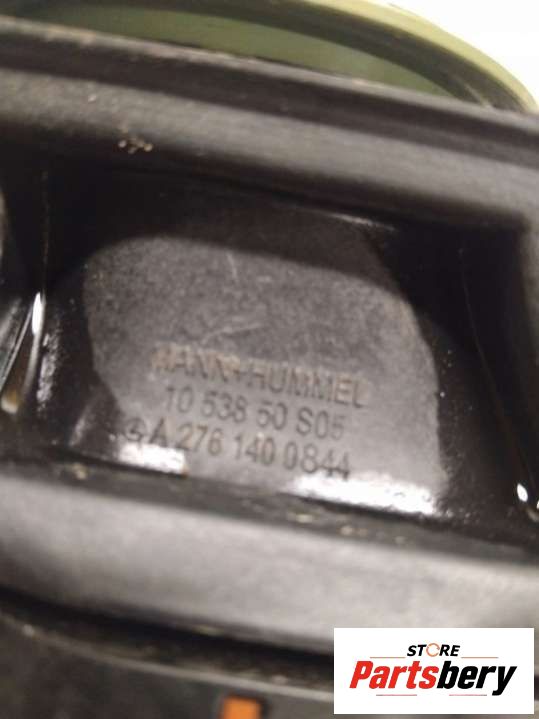 MANN+HUMMEL
10 538 50 S05
A 276 140 0844
STORE
Partsbery